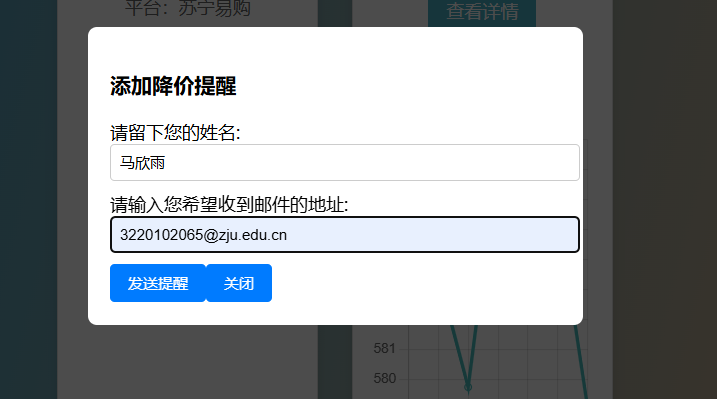 平台：苏宁易购
查看详情
添加降价提醒
请留下您的姓名:
马欣雨
请输入您希望收到邮件的地址:
3220102065@zju.edu.cn
发送提醒 关闭
581
580